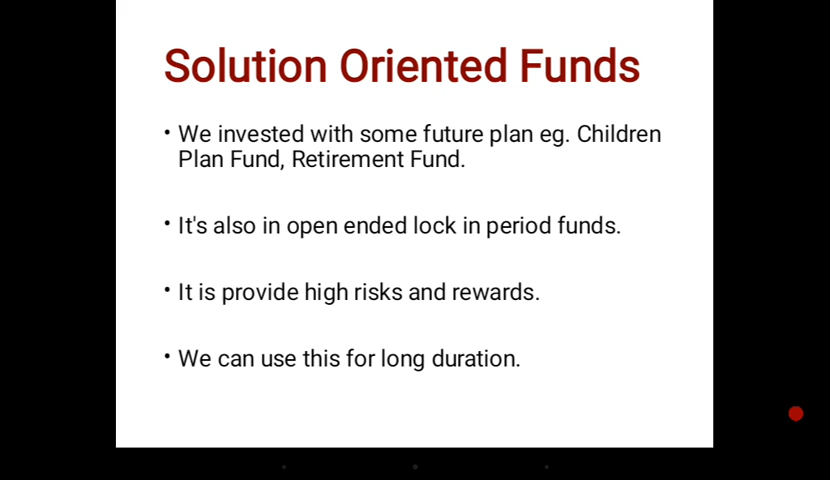 Solution Oriented Funds
• We invested with some future plan eg. Children
Plan Fund, Retirement Fund.
• It's also in open ended lock in period funds.
• It is provide high risks and rewards.
• We can use this for long duration.